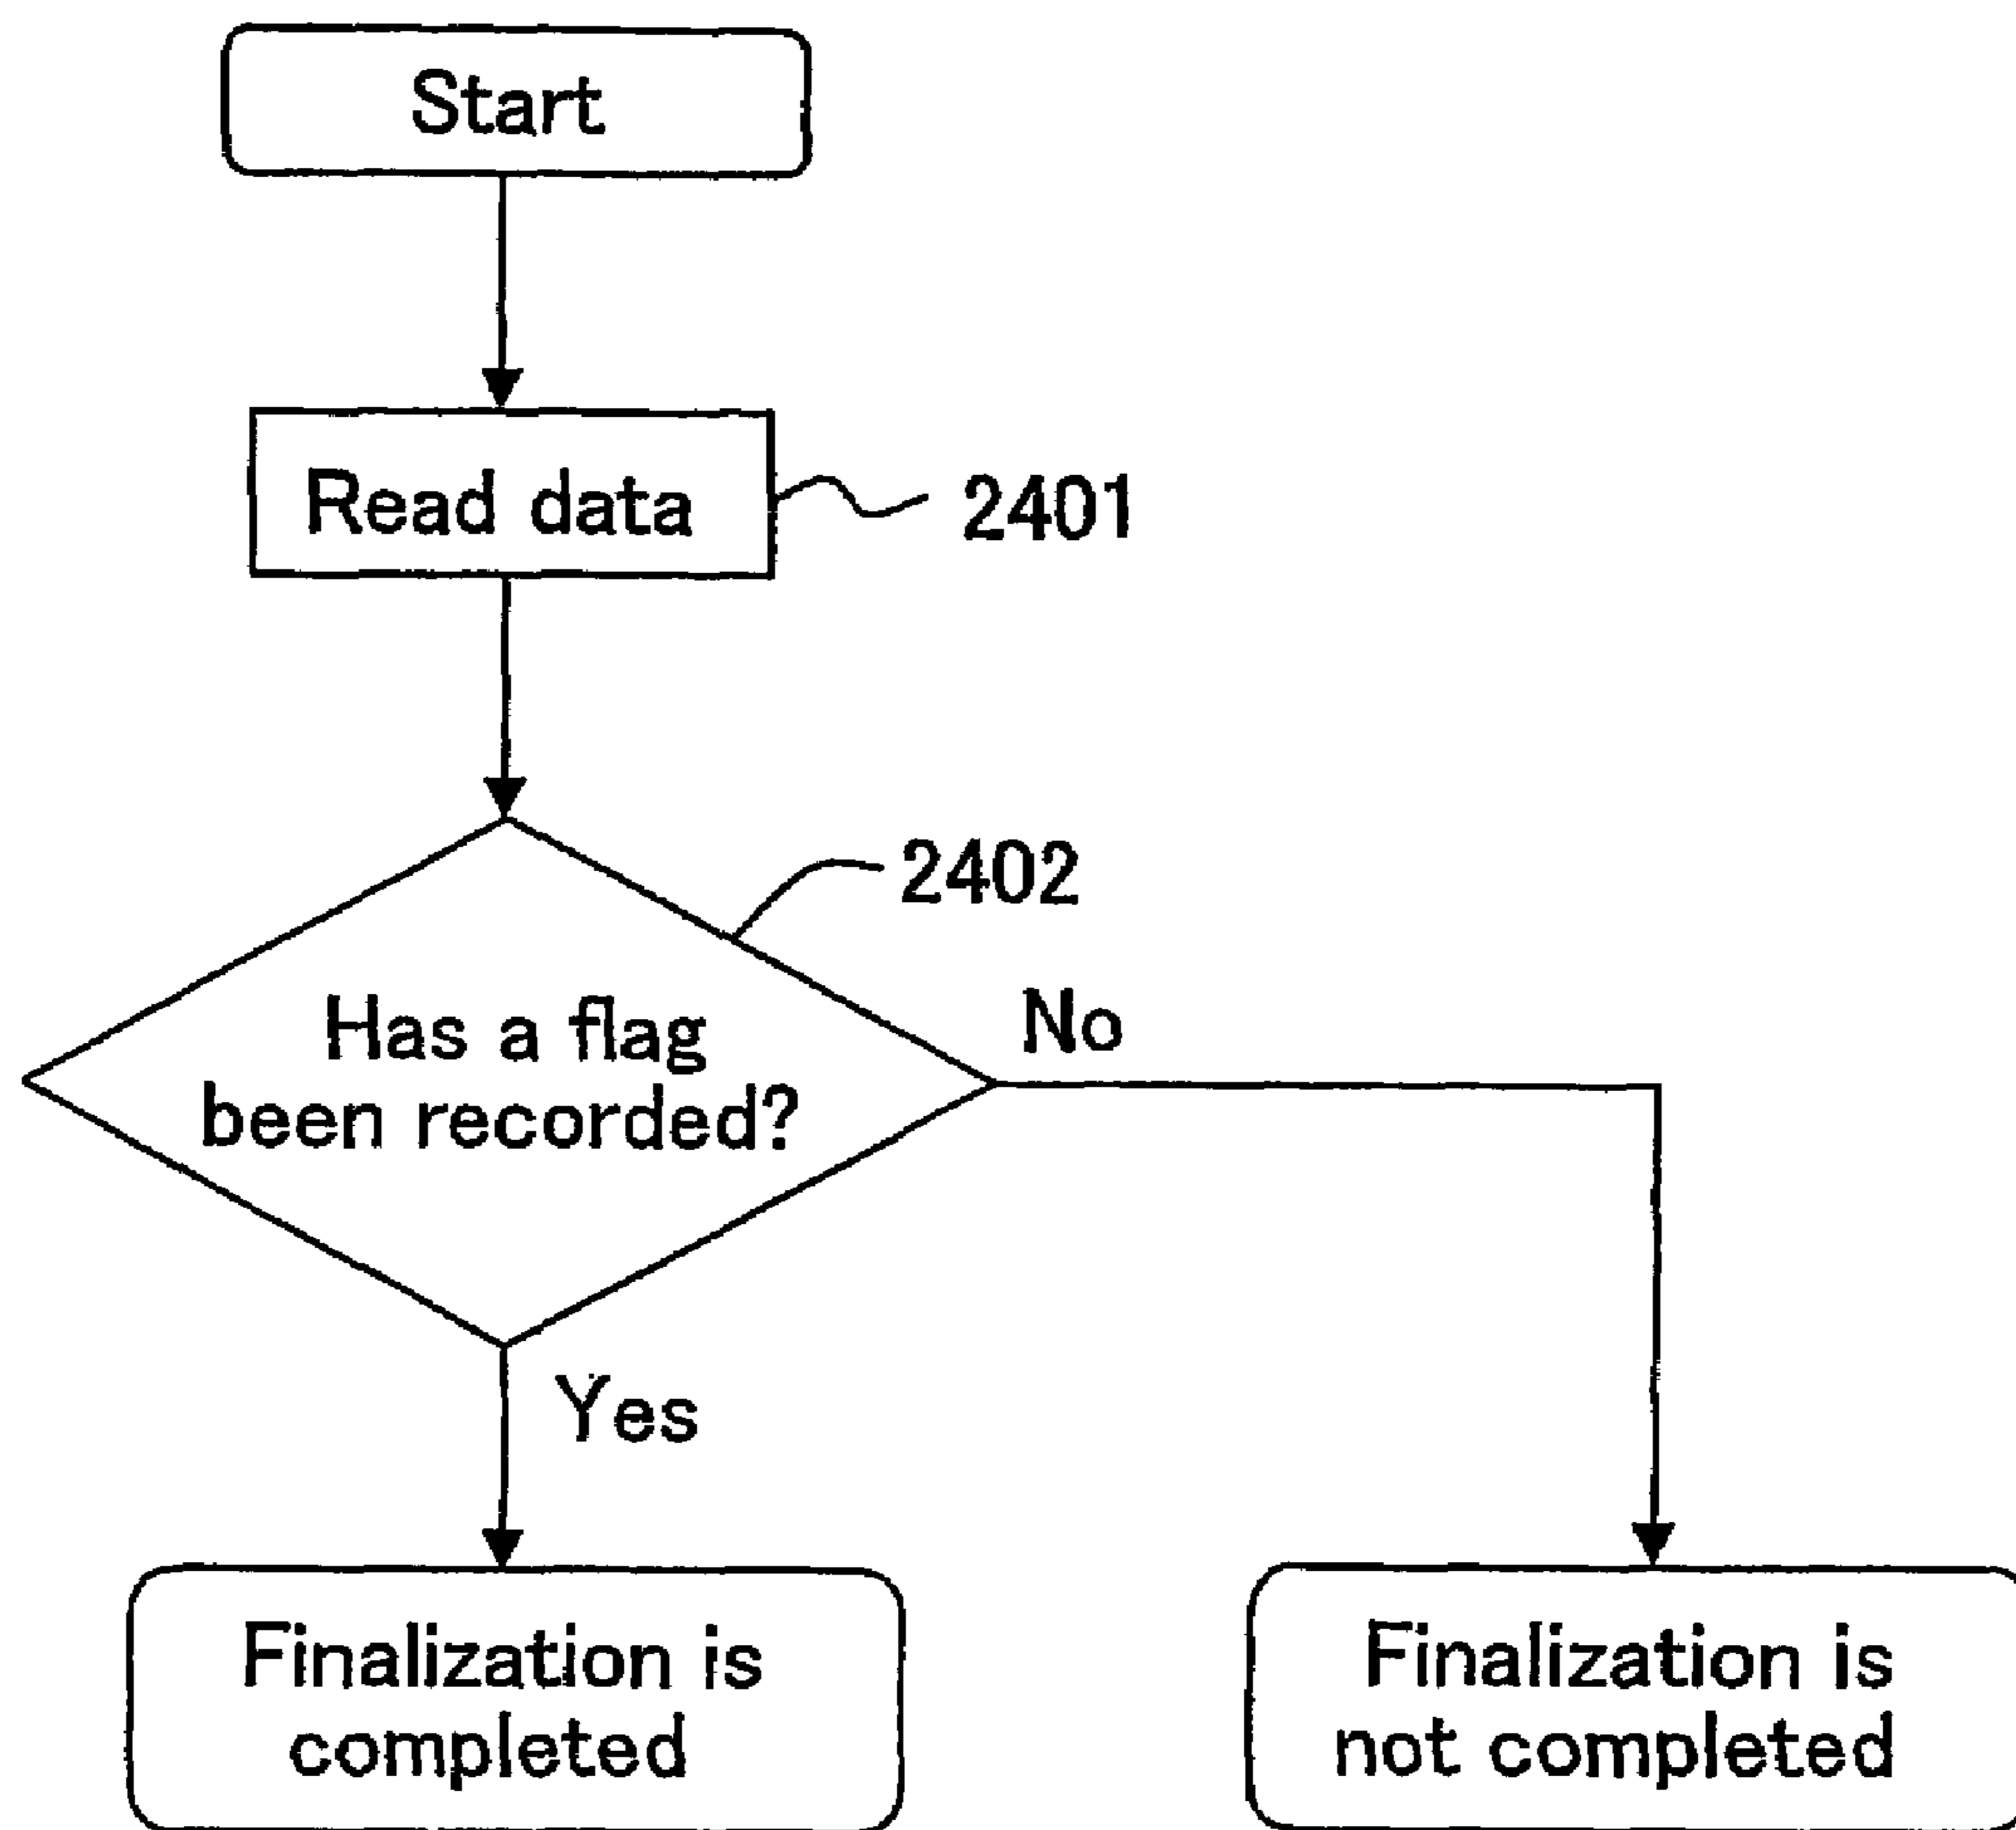 Start
Read data
2401
2402
Has a flag
been recorded?
No
Yes
Finalization is
completed
Finalization is
not completed